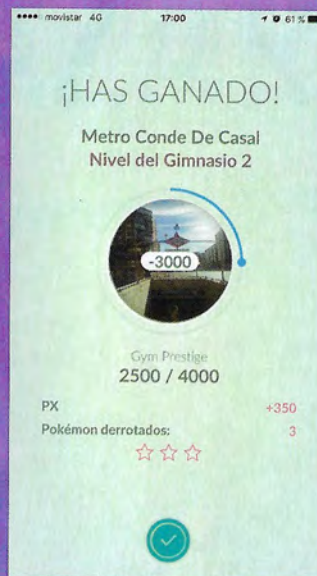 movistar 4G 17:00 61 %
¡HAS GANADO!
Metro Conde De Casal
Nivel del Gimnasio 2
-3000
Gym Prestige
2500 / 4000
PX +350
Pokémon derrotados: 3